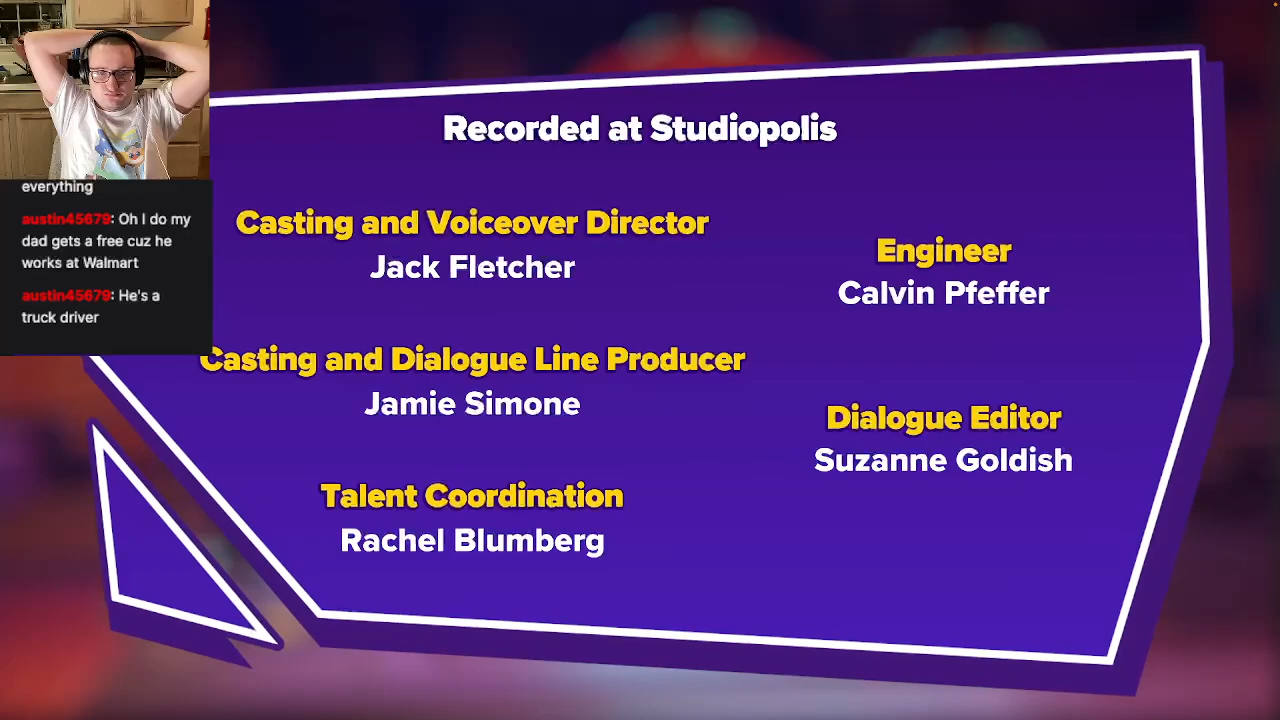 everything
austin45679: Oh I do my
dad gets a free cuz he
works at Walmart
austin45679: He's a
truck driver
Recorded at Studiopolis
Casting and Voiceover Director
Jack Fletcher
Casting and Dialogue Line Producer
Jamie Simone
Talent Coordination
Rachel Blumberg
Engineer
Calvin Pfeffer
Dialogue Editor
Suzanne Goldish